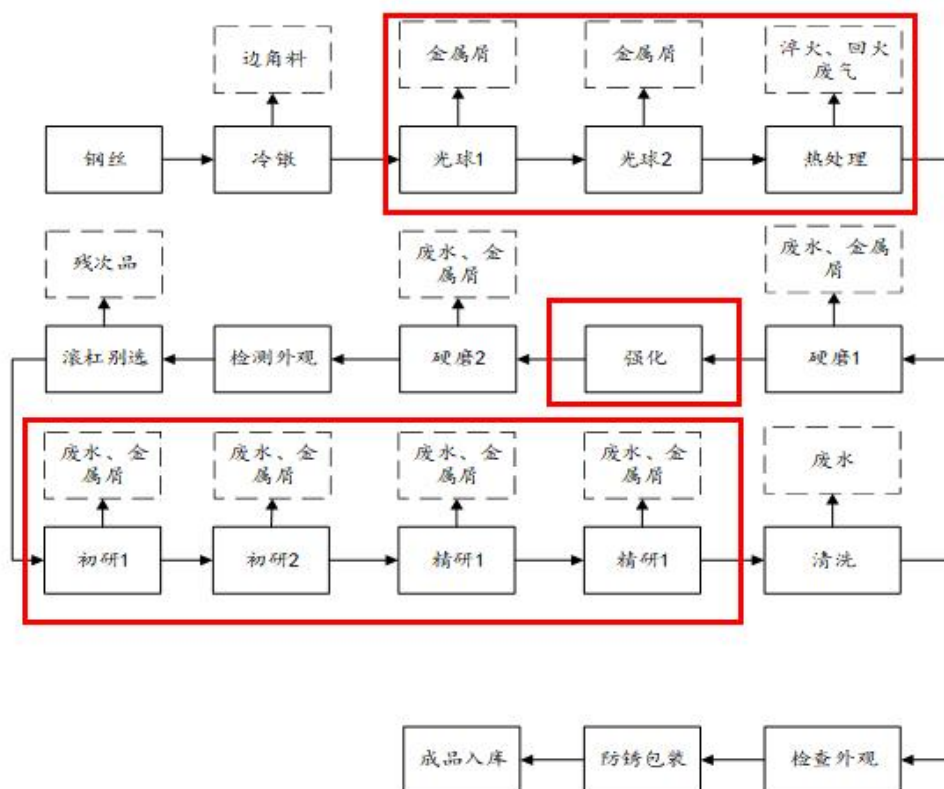 边角料
金属屑
金属屑
淬火、回火
废气
钢丝
冷镦
光球1
光球2
热处理
残次品
废水、金
属屑
废水、金属
屑
滚杠别选
检测外观
硬磨2
强化
硬磨1
废水、金
属屑
废水、金
属屑
废水、金
属屑
废水、金
属屑
废水
初研1
初研2
精研1
精研1
清洗
成品入库
防锈包装
检查外观